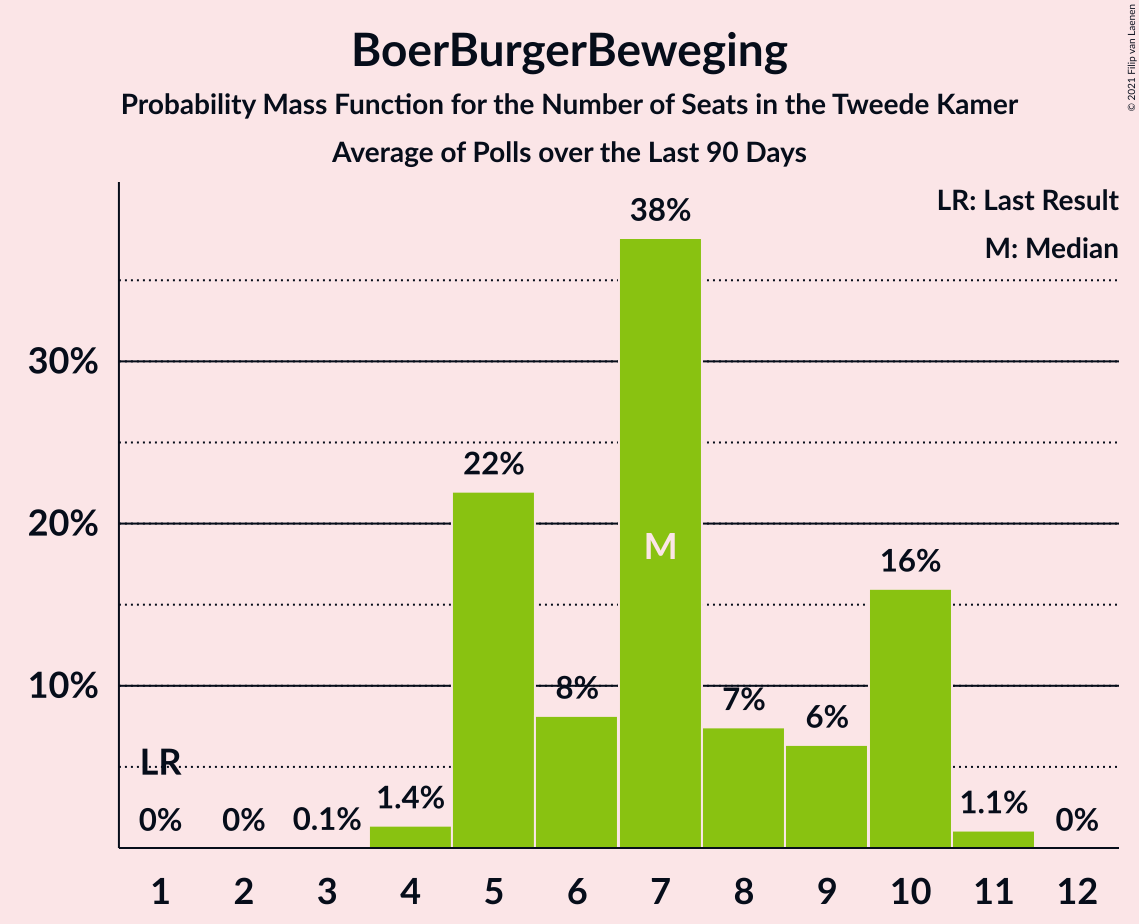 BoerBurgerBeweging
Probability Mass Function for the Number of Seats in the Tweede Kamer
Average of Polls over the Last 90 Days
© 2021 Filip van Laenen
LR: Last Result
M: Median
38%
30%
22%
20%
M
16%
10%
8%
7%
6%
LR
0%
0%
0.1%
1.4%
1.1%
0%
1 2 3 4 5 6 7 8 9 10 11 12